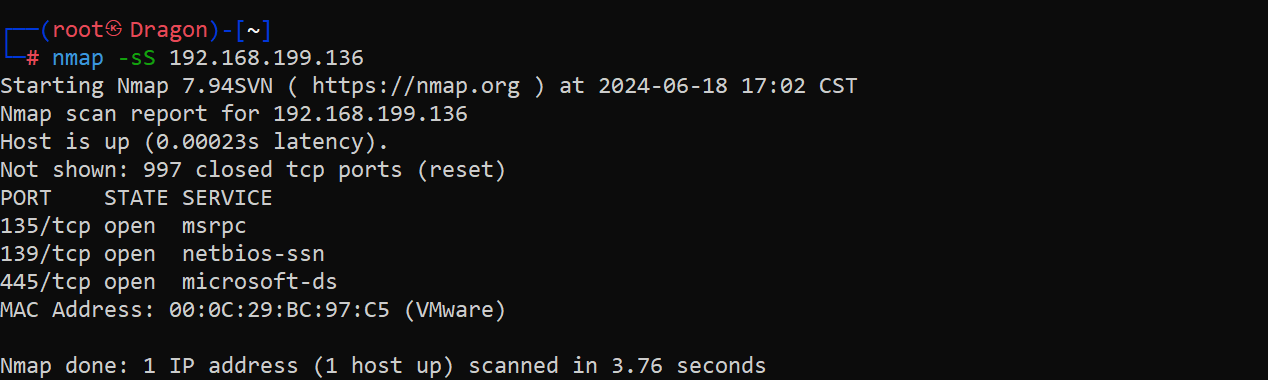 ┌──(root㉿Dragon)-[~]
└─# nmap -sS 192.168.199.136
Starting Nmap 7.94SVN ( https://nmap.org ) at 2024-06-18 17:02 CST
Nmap scan report for 192.168.199.136
Host is up (0.00023s latency).
Not shown: 997 closed tcp ports (reset)
PORT    STATE SERVICE
135/tcp open  msrpc
139/tcp open  netbios-ssn
445/tcp open  microsoft-ds
MAC Address: 00:0C:29:BC:97:C5 (VMware)
Nmap done: 1 IP address (1 host up) scanned in 3.76 seconds